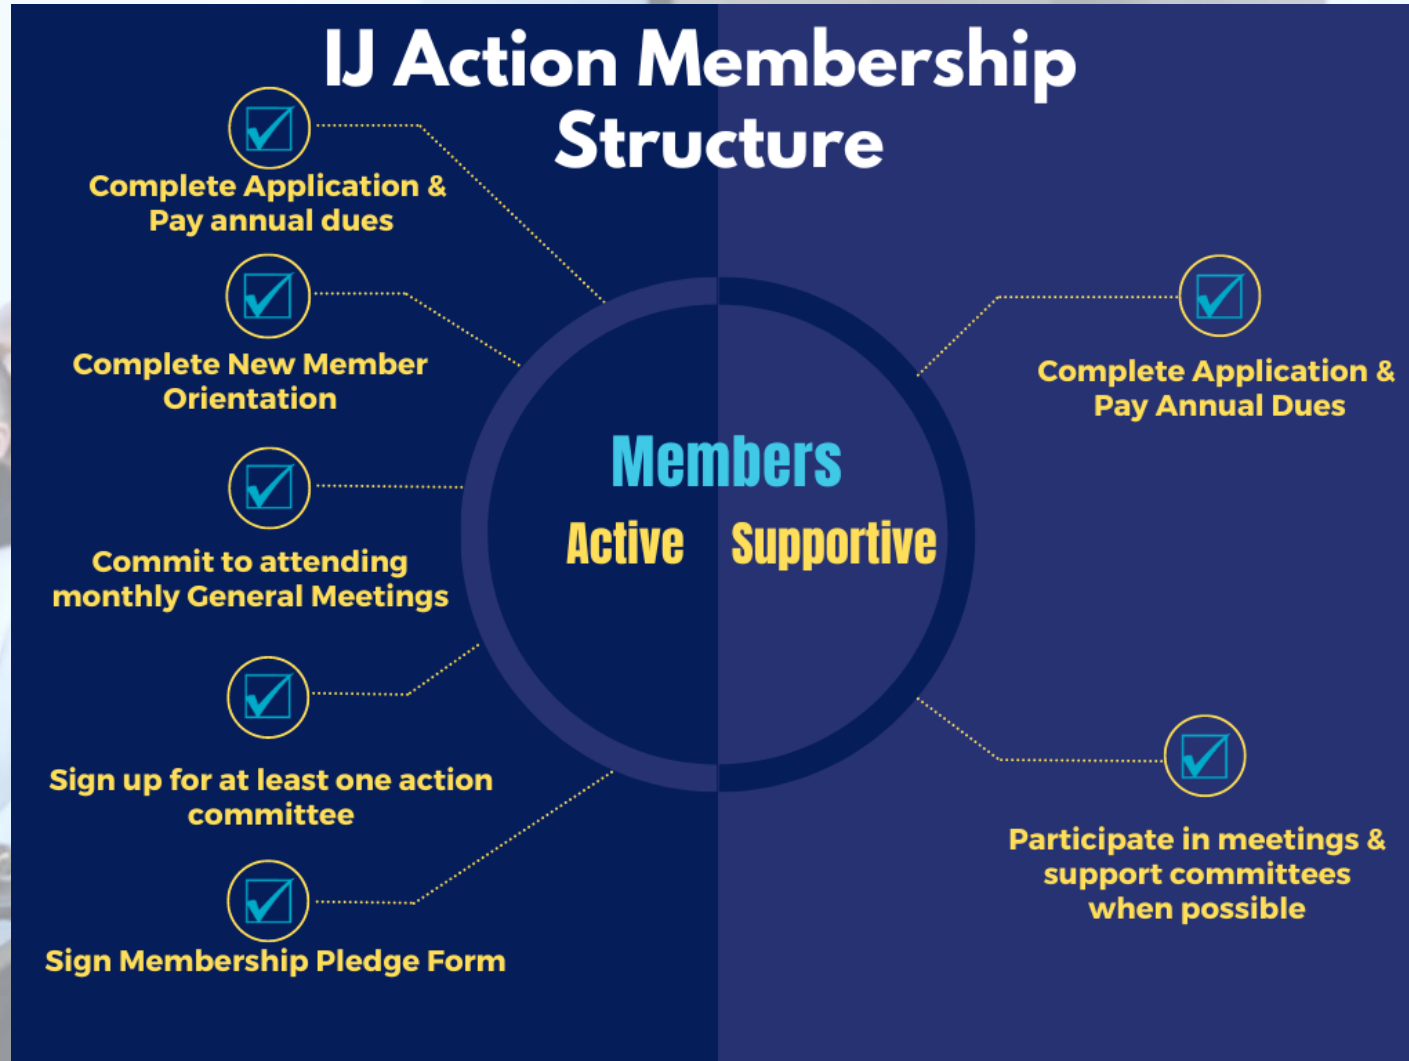 IJ Action Membership
Structure
Complete Application &
Pay annual dues
Complete New Member
Orientation
Commit to attending
monthly General Meetings
Sign up for at least one action
committee
Sign Membership Pledge Form
Members
Active Supportive
Complete Application &
Pay Annual Dues
Participate in meetings &
support committees
when possible